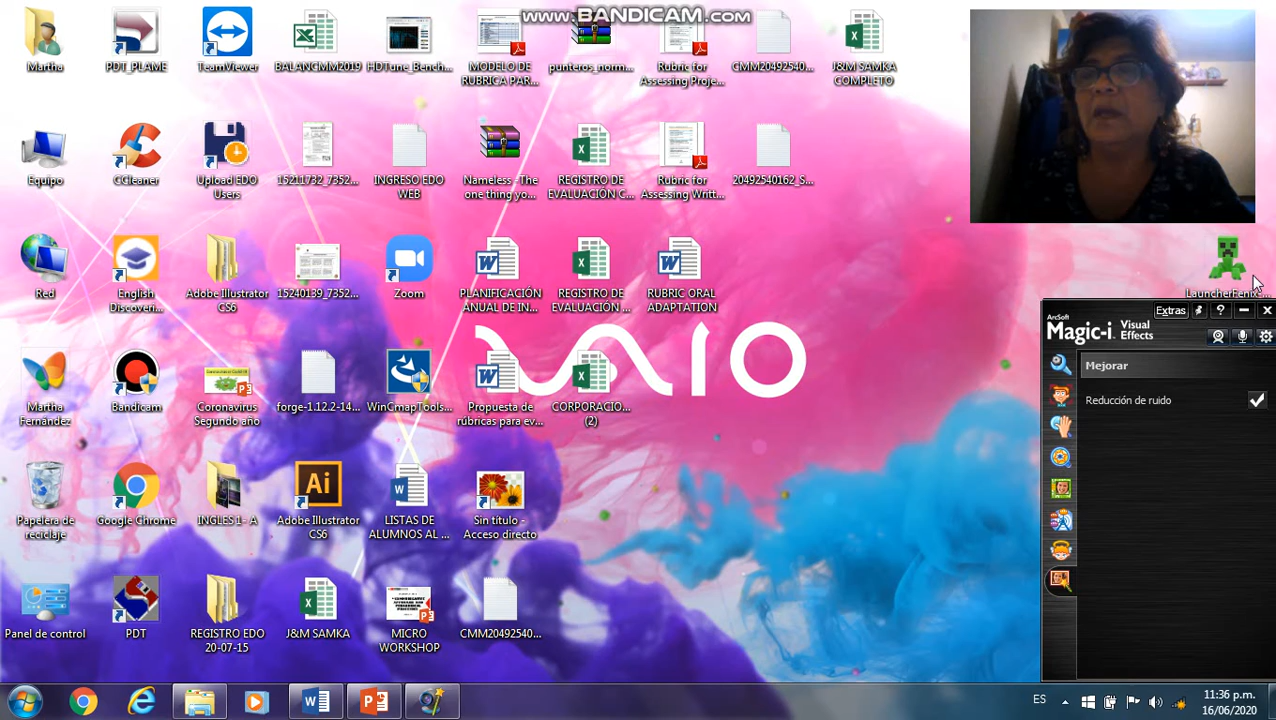 www.BANDICAM.com
Martha
PDT_PLAME
TeamViewer
BALANCMM2019
HDTune_Bench...
MODELO DE
RUBRICA PAR...
punteros_norm...
Rubric for
Assessing Proje...
CMM20492540...
J&M SAMKA
COMPLETO
Equipo
CCleaner
Upload EDO
Users
15211732_7352...
INGRESO EDO
WEB
Nameless - The
one thing yo...
REGISTRO DE
EVALUACIÓN C...
Rubric for
Assessing Writt...
20492540162_S...
Red
English
Discoveri...
Adobe Illustrator
CS6
15240139_7352...
Zoom
PLANIFICACIÓN
ANUAL DE IN...
REGISTRO DE
EVALUACIÓN ...
RUBRIC ORAL
ADAPTATION
ArcSoft
Magic-i Visual
Effects
Extras
Mejorar
Reducción de ruido
VAIO
Martha
Fernandez
Bandicam
Coronavirus
Segundo año
forge-1.12.2-14...
WinCmapTools...
Propuesta de
rubricas para ev...
CORPORACIO...
(2)
Papelera de
reciclaje
Google Chrome
INGLES 1- A
Adobe Illustrator
CS6
LISTAS DE
ALUMNOS AL ...
Sin título -
Acceso directo
Panel de control
PDT
REGISTRO EDO
20-07-15
J&M SAMKA
MICRO
WORKSHOP
CMM20492540...
ES
11:36 p.m.
16/06/2020